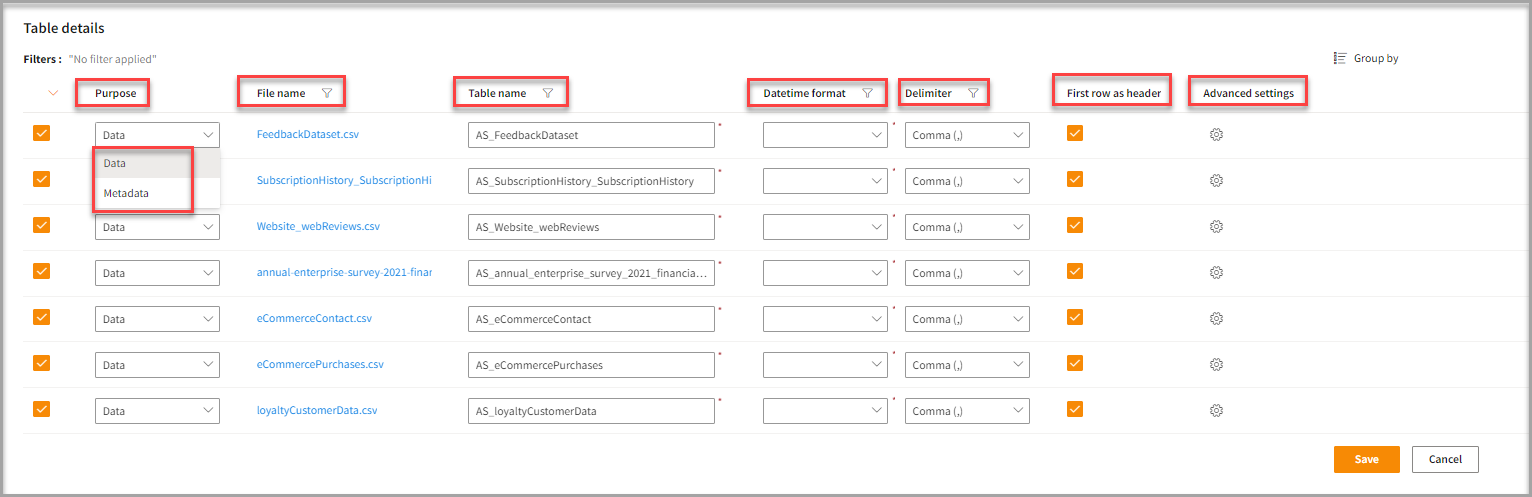 Table details
Filters : "No filter applied" Group by
Purpose File name Table name Datetime format Delimiter First row as header Advanced settings
Data FeedbackDataset.csv AS_FeedbackDataset * * Comma (,)
Data
SubscriptionHistory_SubscriptionHi AS_SubscriptionHistory_SubscriptionHistory * * Comma (,)
Metadata
Data Website_webReviews.csv AS_Website_webReviews * * Comma (,)
Data annual-enterprise-survey-2021-finar AS_annual_enterprise_survey_2021_financia... * * Comma (,)
Data eCommerceContact.csv AS_eCommerceContact * * Comma (,)
Data eCommercePurchases.csv AS_eCommercePurchases * * Comma (,)
Data loyaltyCustomerData.csv AS_loyaltyCustomerData * * Comma (,)
Save Cancel